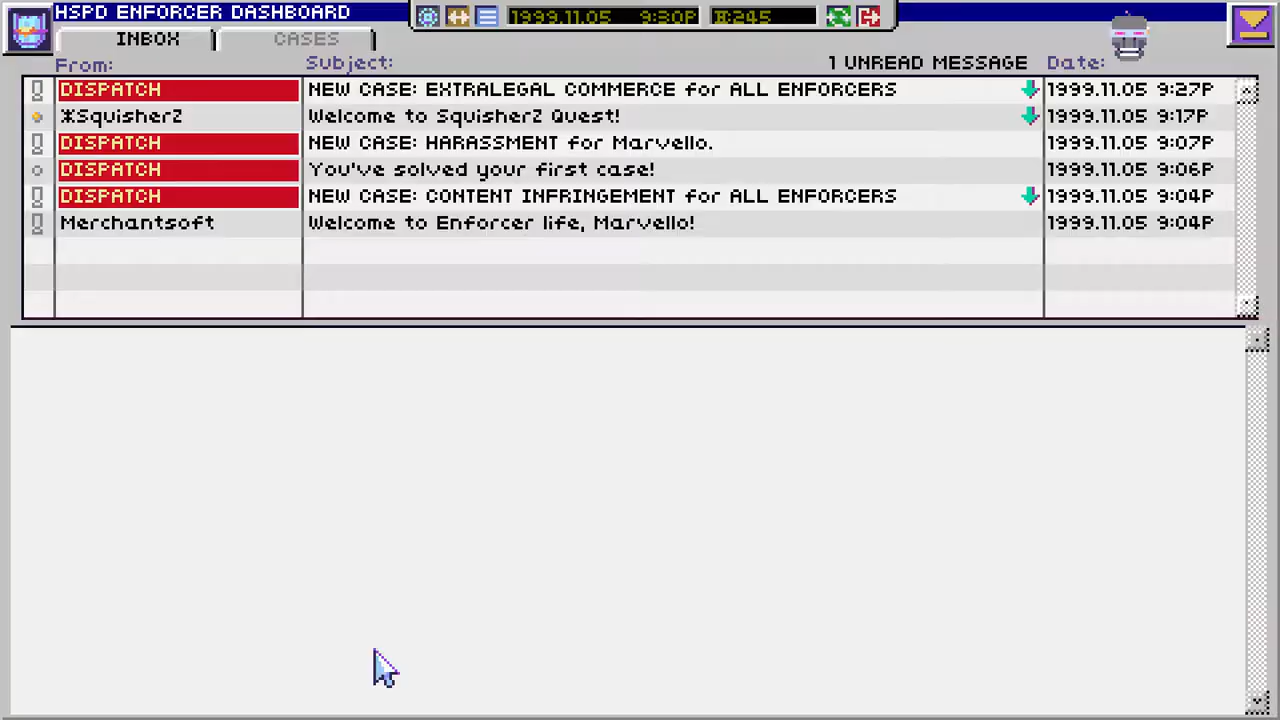 HSPD ENFORCER DASHBOARD
1999.11.05 9:30P
245
INBOX
CASES
From:
Subject:
1 UNREAD MESSAGE
Date:
DISPATCH NEW CASE: EXTRALEGAL COMMERCE for ALL ENFORCERS 1999.11.05 9:27P
SquisherZ Welcome to SquisherZ Quest! 1999.11.05 9:17P
DISPATCH NEW CASE: HARASSMENT for Marvello. 1999.11.05 9:07P
DISPATCH You've solved your first case! 1999.11.05 9:06P
DISPATCH NEW CASE: CONTENT INFRINGEMENT for ALL ENFORCERS 1999.11.05 9:04P
Merchantsoft Welcome to Enforcer life, Marvello! 1999.11.05 9:04P